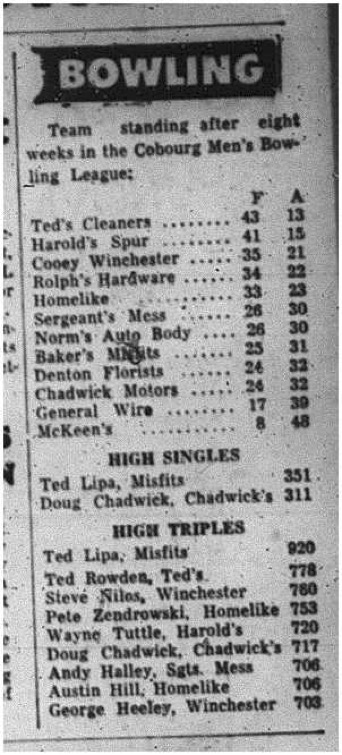 BOWLING
Team standing after eight
weeks in the Cobourg Men's Bow-
ling League:
F A
Ted's Cleaners ........ 43 13
Harold's Spur ........ 41 15
Cooey Winchester ..... 35 21
Rolph's Hardware ...... 34 22
Homelike ........... 33 23
Sergeant's Mess ...... 26 30
Norm's Auto Body .... 26 30
Baker's Misfits ....... 25 31
Denton Florists ...... 24 32
Chadwick Motors ..... 24 32
General Wire ........ 17 39
McKeen's ........... 8 48
HIGH SINGLES
Ted Lipa, Misfits 351
Doug Chadwick, Chadwick's 311
HIGH TRIPLES
Ted Lipa, Misfits 920
Ted Rowden, Ted's 778
Steve Nilos, Winchester 760
Pete Zendrowski, Homelike 753
Wayne Tuttle, Harold's 720
Doug Chadwick, Chadwick's 717
Andy Halley, Sgts. Mess 706
Austin Hill, Homelike 706
George Heeley, Winchester 703